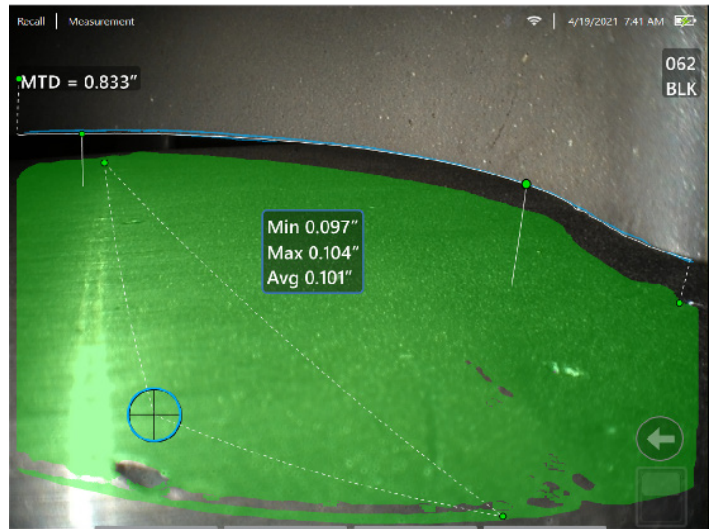 Recall | Measurement
4/19/2021 7:41 AM
062
BLK
MTD = 0.833"
Min 0.097"
Max 0.104"
Avg 0.101"